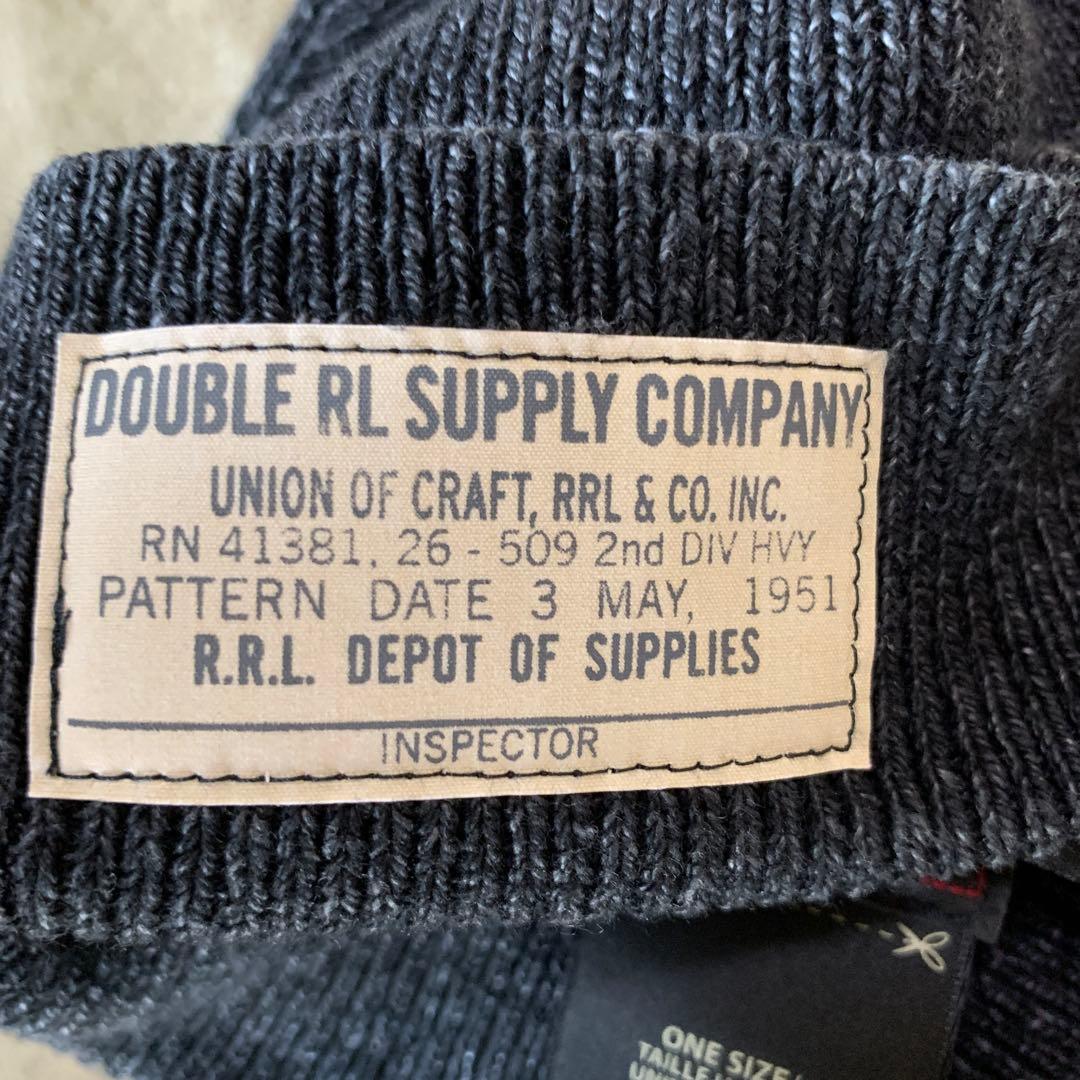 DOUBLE RL SUPPLY COMPANY
UNION OF CRAFT, RRL & CO. INC.
RN 41381, 26 - 509 2nd DIV HVY
PATTERN DATE 3 MAY, 1951
R.R.L. DEPOT OF SUPPLIES
INSPECTOR
ONE SIZE/
TAILLE